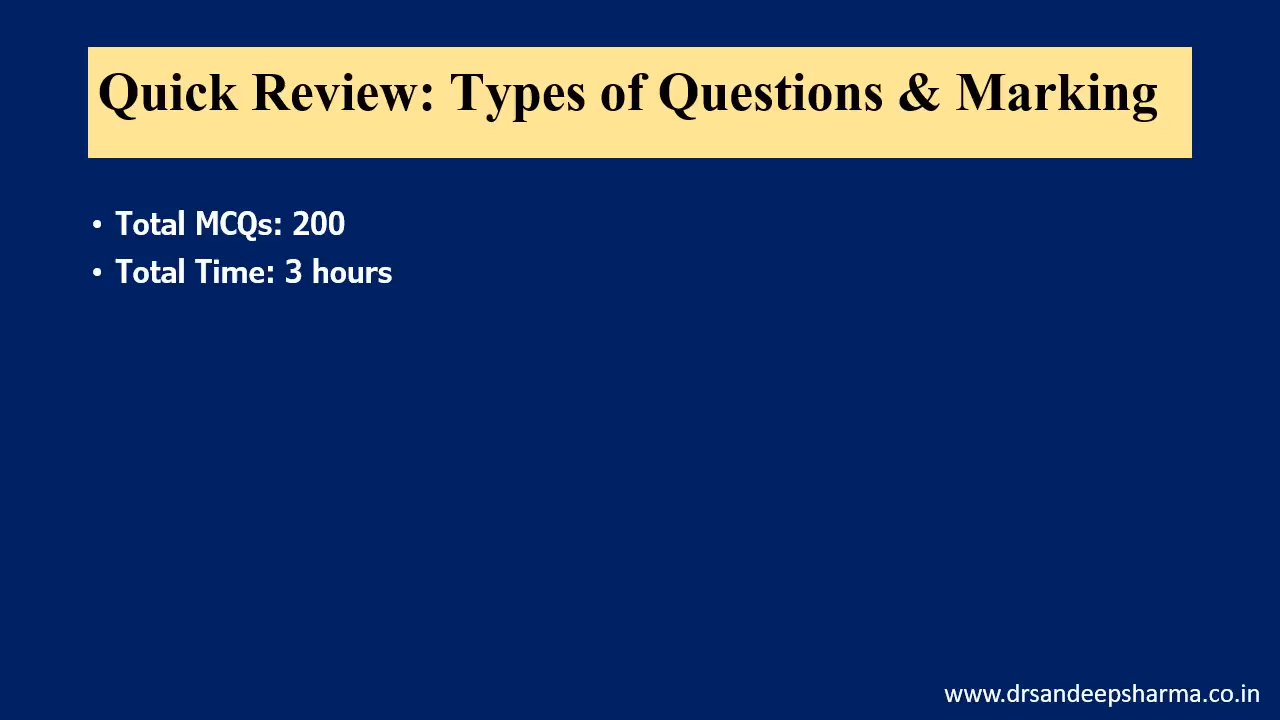 Quick Review: Types of Questions & Marking
• Total MCQs: 200
• Total Time: 3 hours
www.drsandeepsharma.co.in